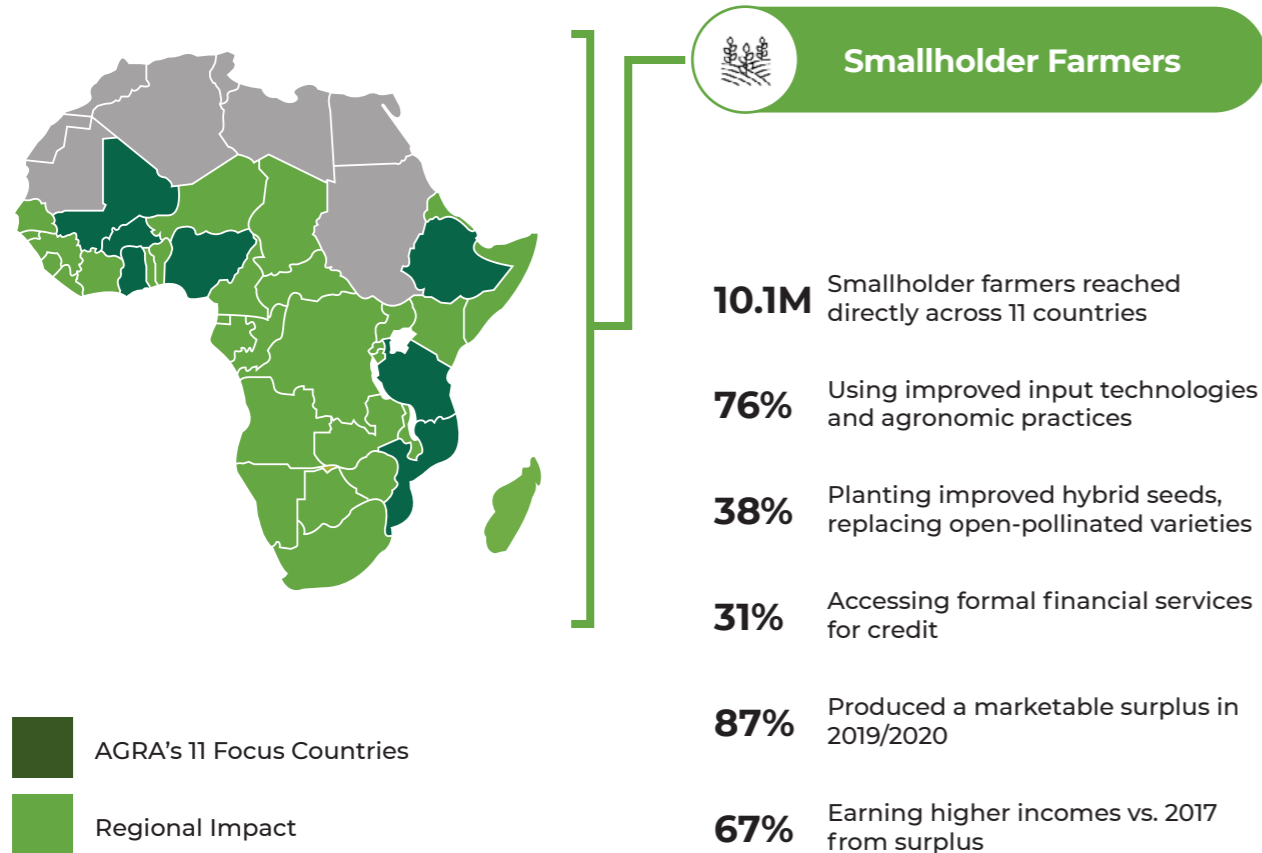 Smallholder Farmers
10.1M
Smallholder farmers reached
directly across 11 countries
76%
Using improved input technologies
and agronomic practices
38%
Planting improved hybrid seeds,
replacing open-pollinated varieties
31%
Accessing formal financial services
for credit
87%
Produced a marketable surplus in
2019/2020
67%
Earning higher incomes vs. 2017
from surplus
AGRA’s 11 Focus Countries
Regional Impact